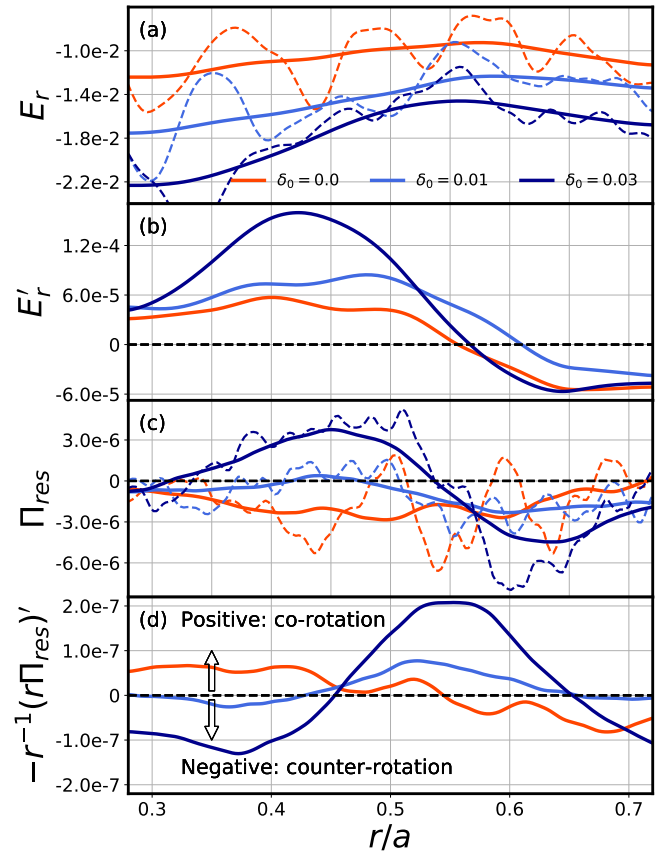 (a)
-1.0e-2
-1.4e-2
-1.8e-2
-2.2e-2
E_r
δ₀ = 0.0
δ₀ = 0.01
δ₀ = 0.03
(b)
1.2e-4
6.0e-5
0
-6.0e-5
E_r′
(c)
3.0e-6
0
-3.0e-6
-6.0e-6
Π_res
(d) Positive: co-rotation
2.0e-7
1.0e-7
0
-1.0e-7
-2.0e-7
−r⁻¹(rΠ_res)′
Negative: counter-rotation
0.3 0.4 0.5 0.6 0.7
r/a